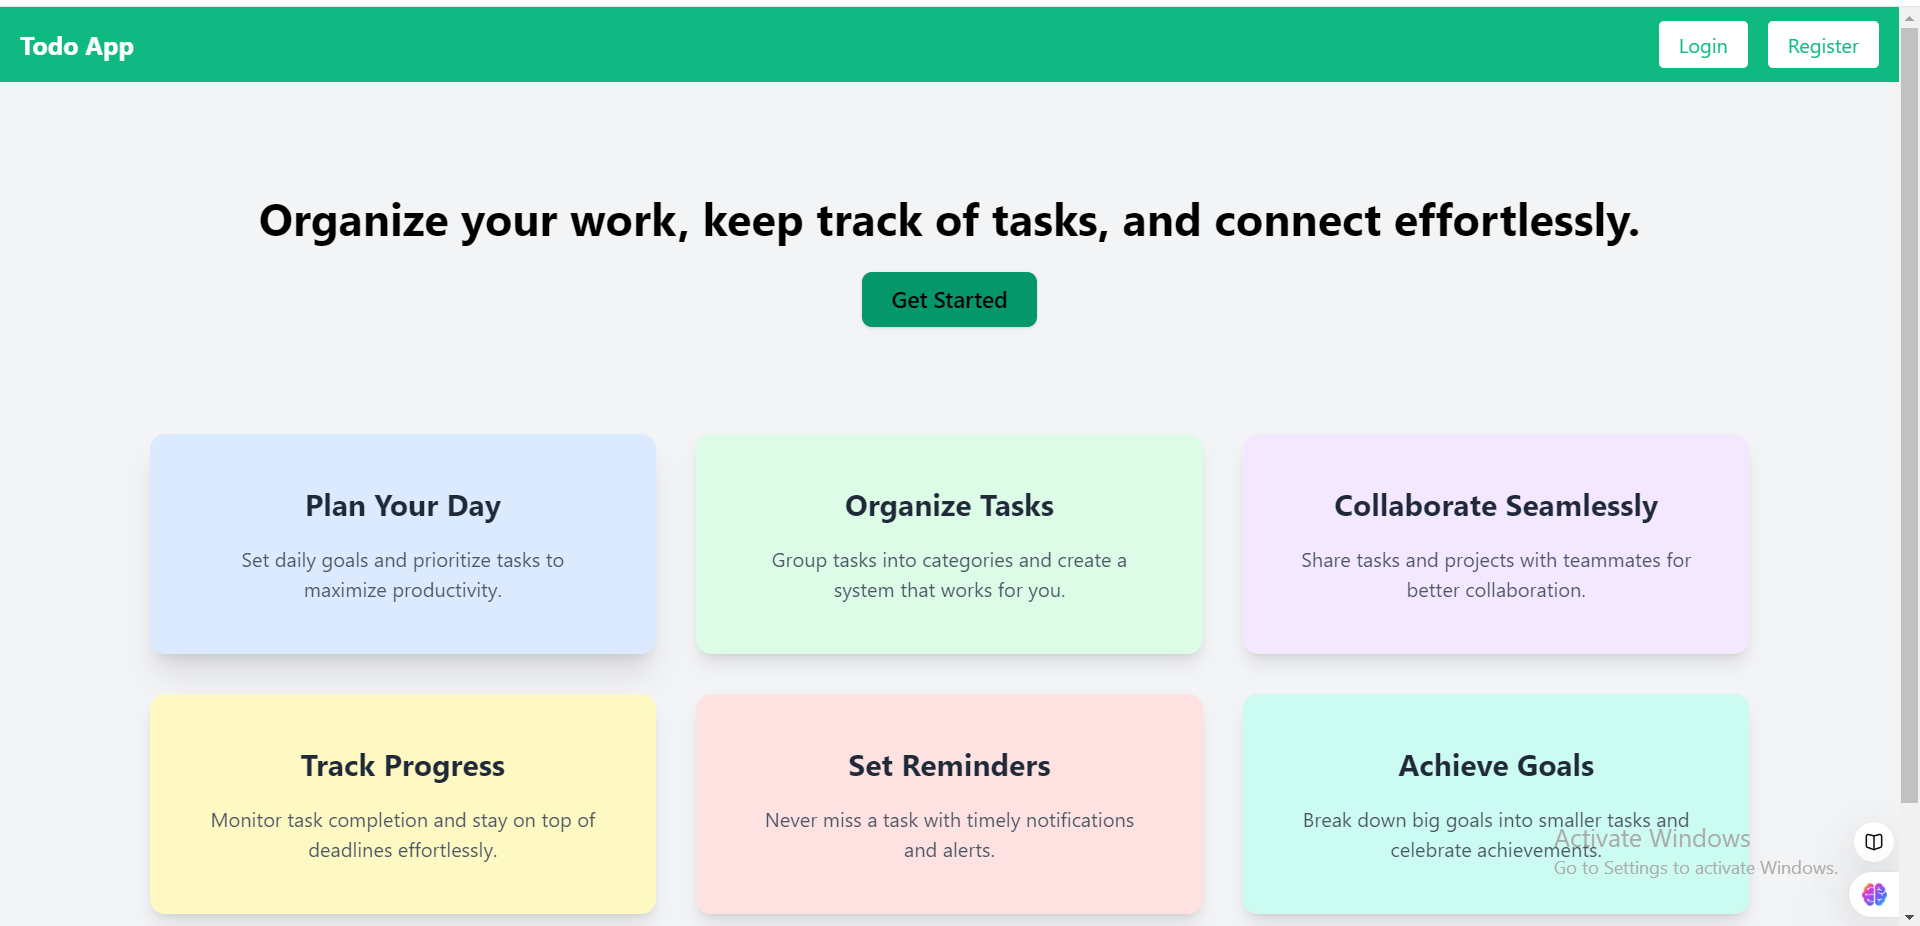 Todo App
Login
Register
Organize your work, keep track of tasks, and connect effortlessly.
Get Started
Plan Your Day
Set daily goals and prioritize tasks to
maximize productivity.
Organize Tasks
Group tasks into categories and create a
system that works for you.
Collaborate Seamlessly
Share tasks and projects with teammates for
better collaboration.
Track Progress
Monitor task completion and stay on top of
deadlines effortlessly.
Set Reminders
Never miss a task with timely notifications
and alerts.
Achieve Goals
Break down big goals into smaller tasks and
celebrate achievements.
Activate Windows
Go to Settings to activate Windows.